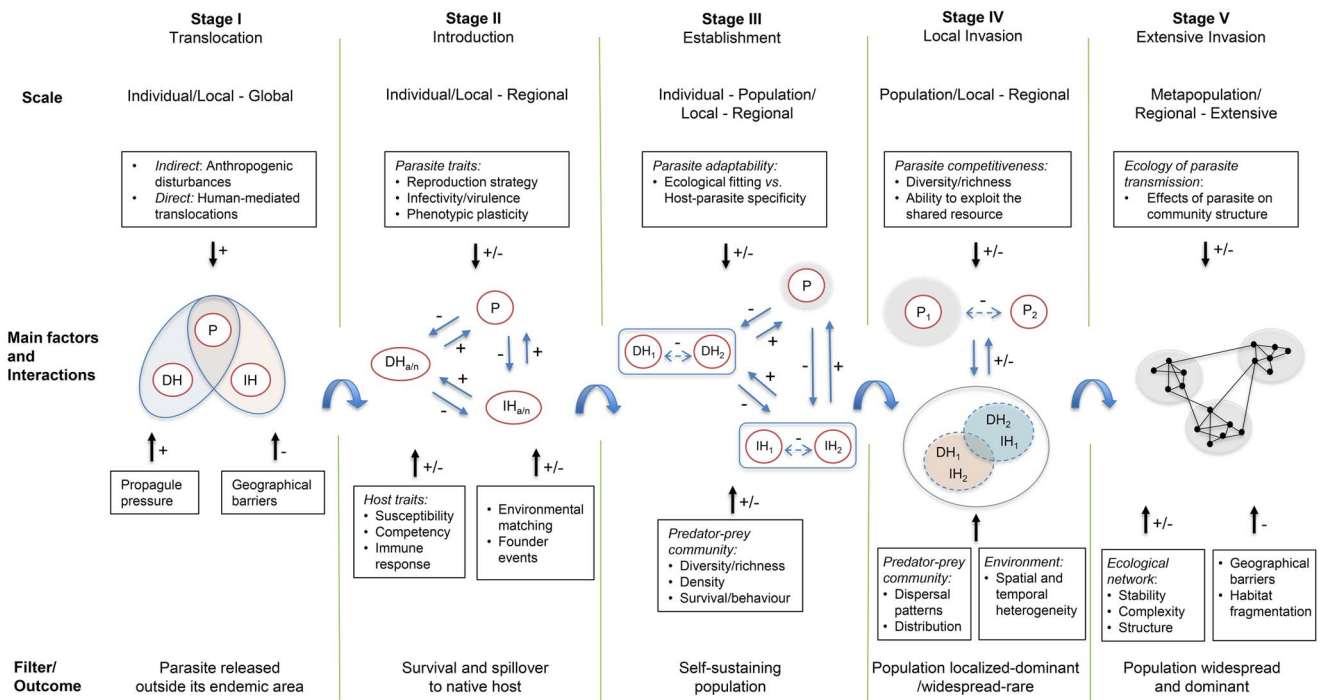 Stage I
Translocation
Stage II
Introduction
Stage III
Establishment
Stage IV
Local Invasion
Stage V
Extensive Invasion
Scale
Individual/Local - Global
Individual/Local - Regional
Individual - Population/
Local - Regional
Population/Local - Regional
Metapopulation/
Regional - Extensive
• Indirect: Anthropogenic
disturbances
• Direct: Human-mediated
translocations
Parasite traits:
• Reproduction strategy
• Infectivity/virulence
• Phenotypic plasticity
Parasite adaptability:
• Ecological fitting vs.
Host-parasite specificity
Parasite competitiveness:
• Diversity/richness
• Ability to exploit the
shared resource
Ecology of parasite
transmission:
• Effects of parasite on
community structure
+
+/-
+/-
+/-
+/-
Main factors
and
Interactions
P
DH
IH
P
- +
- +
DHa/n
+
-
IHa/n
P
-
+
DH1 - DH2
- +
+
-
IH1 - IH2
P1 - P2
+/-
DH2
IH1
DH1
IH2
+
-
+/-
+/-
+/-
+/-
-
Propagule
pressure
Geographical
barriers
Host traits:
• Susceptibility
• Competency
• Immune
response
• Environmental
matching
• Founder
events
Predator-prey
community:
• Diversity/richness
• Density
• Survival/behaviour
Predator-prey
community:
• Dispersal
patterns
• Distribution
Environment:
• Spatial and
temporal
heterogeneity
Ecological
network:
• Stability
• Complexity
• Structure
• Geographical
barriers
• Habitat
fragmentation
Filter/
Outcome
Parasite released
outside its endemic area
Survival and spillover
to native host
Self-sustaining
population
Population localized-dominant
/widespread-rare
Population widespread
and dominant